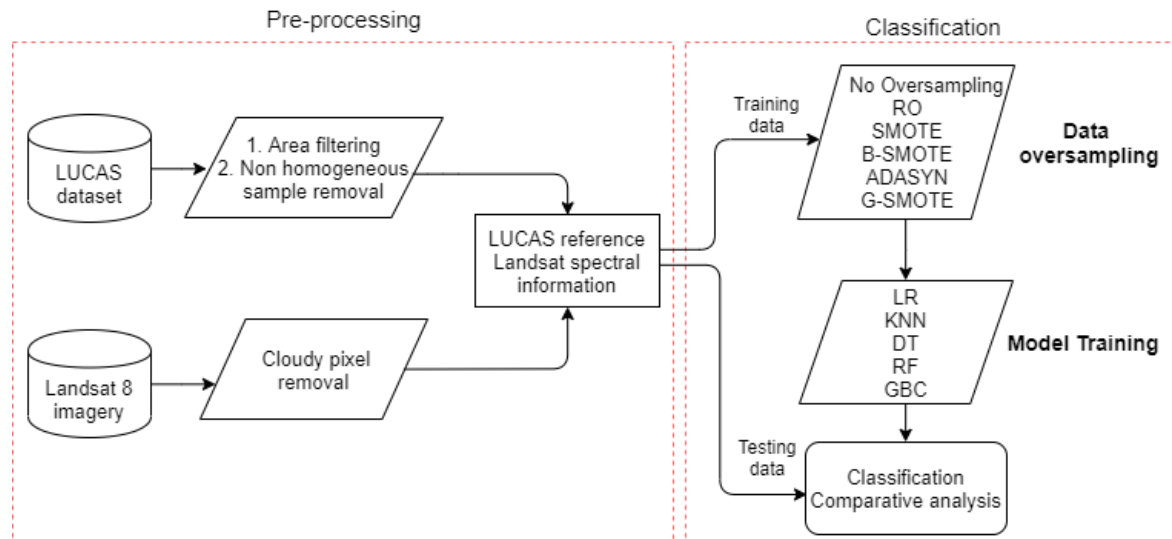 Pre-processing
LUCAS
dataset
1. Area filtering
2. Non homogeneous
sample removal
Landsat 8
imagery
Cloudy pixel
removal
LUCAS reference
Landsat spectral
information
Classification
Training
data
No Oversampling
RO
SMOTE
B-SMOTE
ADASYN
G-SMOTE
Data
oversampling
LR
KNN
DT
RF
GBC
Model Training
Testing
data
Classification
Comparative analysis